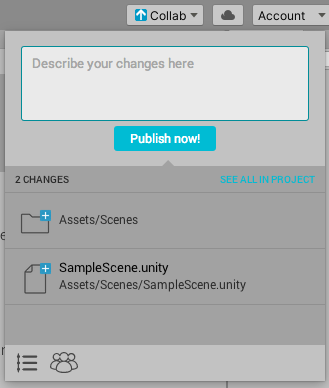 Collab
Account
Describe your changes here
Publish now!
2 CHANGES
SEE ALL IN PROJECT
Assets/Scenes
SampleScene.unity
Assets/Scenes/SampleScene.unity